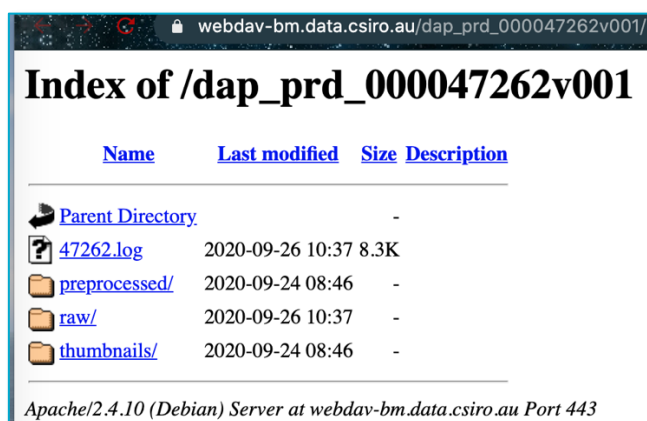 webdav-bm.data.csiro.au/dap_prd_000047262v001/
Index of /dap_prd_000047262v001
Name Last modified Size Description
Parent Directory -
47262.log 2020-09-26 10:37 8.3K
preprocessed/ 2020-09-24 08:46 -
raw/ 2020-09-26 10:37 -
thumbnails/ 2020-09-24 08:46 -
Apache/2.4.10 (Debian) Server at webdav-bm.data.csiro.au Port 443